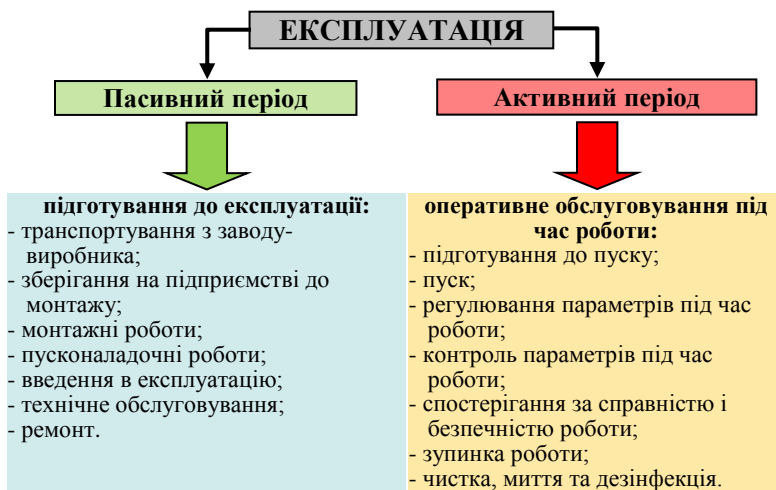 ЕКСПЛУАТАЦІЯ
Пасивний період
Активний період
підготування до експлуатації:
- транспортування з заводу-
виробника;
- зберігання на підприємстві до
монтажу;
- монтажні роботи;
- пусконаладочні роботи;
- введення в експлуатацію;
- технічне обслуговування;
- ремонт.
оперативне обслуговування під
час роботи:
- підготування до пуску;
- пуск;
- регулювання параметрів під час
роботи;
- контроль параметрів під час
роботи;
- спостерігання за справністю і
безпечністю роботи;
- зупинка роботи;
- чистка, миття та дезінфекція.